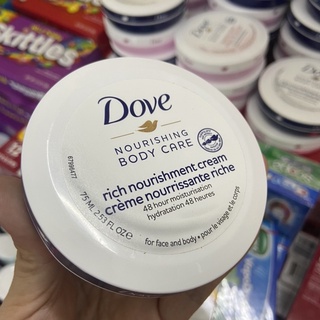 Dove
NOURISHING
BODY CARE
rich nourishment cream
crème nourrissante riche
48 hour moisturisation
hydratation 48 heures
75 ML 2.53 FL OZ e
for face and body • pour le visage et le corps
Skittles